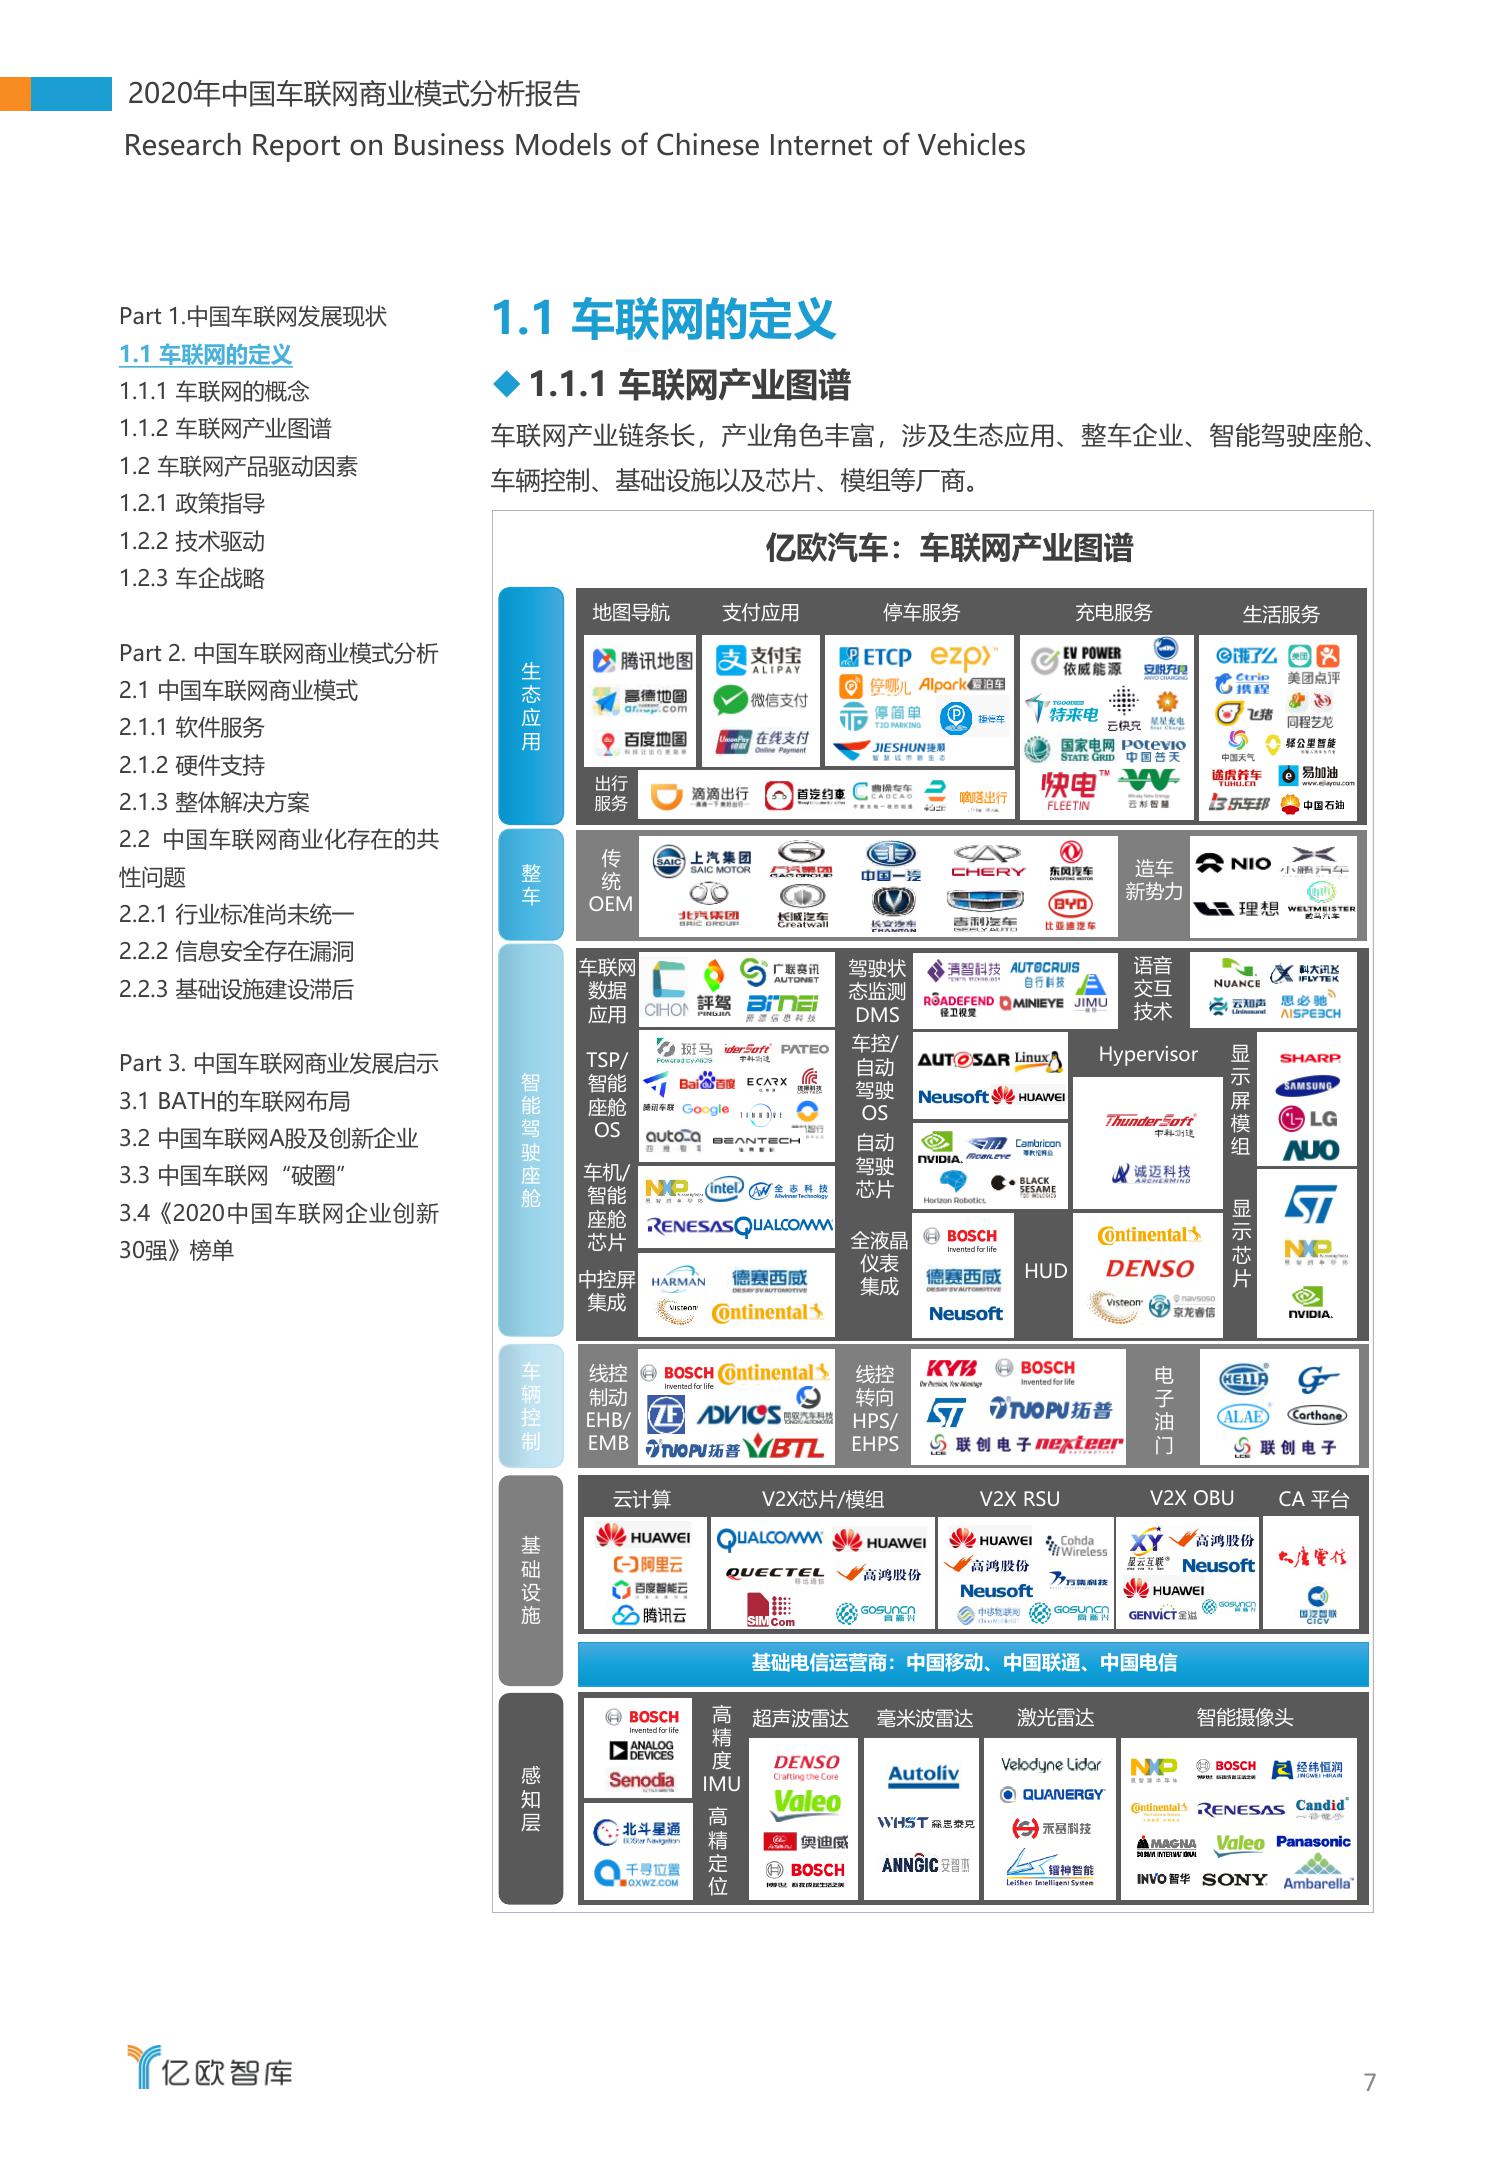 2020年中国车联网商业模式分析报告
Research Report on Business Models of Chinese Internet of Vehicles
Part 1.中国车联网发展现状
1.1 车联网的定义
1.1.1 车联网的概念
1.1.2 车联网产业图谱
1.2 车联网产品驱动因素
1.2.1 政策指导
1.2.2 技术驱动
1.2.3 车企战略
Part 2. 中国车联网商业模式分析
2.1 中国车联网商业模式
2.1.1 软件服务
2.1.2 硬件支持
2.1.3 整体解决方案
2.2 中国车联网商业化存在的共
性问题
2.2.1 行业标准尚未统一
2.2.2 信息安全存在漏洞
2.2.3 基础设施建设滞后
Part 3. 中国车联网商业发展启示
3.1 BATH的车联网布局
3.2 中国车联网A股及创新企业
3.3 中国车联网“破圈”
3.4《2020中国车联网企业创新
30强》榜单
1.1 车联网的定义
◆ 1.1.1 车联网产业图谱
车联网产业链条长，产业角色丰富，涉及生态应用、整车企业、智能驾驶座舱、
车辆控制、基础设施以及芯片、模组等厂商。
亿欧汽车：车联网产业图谱
生态应用
地图导航 支付应用 停车服务 充电服务 生活服务
腾讯地图 支付宝 ALIPAY ETCP ezp EV POWER 依威能源 安悦充电 饿了么 美团
高德地图 amap.com 微信支付 停哪儿 Alpark 爱泊车 特来电 云快充 星星充电 Ctrip 携程 美团点评
百度地图 UnionPay 银联 在线支付 Online Payment 停简单 TJD PARKING 捷停车 国家电网 STATE GRID POTEVIO 中国普天 飞猪 同程艺龙
JIESHUN捷顺 快电 FLEETIN 云杉智慧 中国天气 驿公里智能
途虎养车 TUHU.CN 易加油 www.ejiayou.com
乐车邦 中国石油
出行
服务
滴滴出行 首汽约车 曹操专车 CAOCAO 嘀嗒出行
整车
传统OEM
SAIC 上汽集团 SAIC MOTOR 广汽集团 GAC GROUP 中国一汽 CHERY 东风汽车
北汽集团 BAIC GROUP 长城汽车 Greatwall 长安汽车 CHANGAN 吉利汽车 GEELY AUTO BYD 比亚迪汽车
造车
新势力
NIO 小鹏汽车
理想 WELTMEISTER 威马汽车
智能驾驶座舱
车联网
数据
应用
CIHON 評驾 PINGJIA 广联赛讯 AUTONET BiNEi
驾驶状
态监测
DMS
清智科技 AUTOCRUIS 自行科技
ROADEFEND 径卫视觉 MINIEYE JIMU
语音
交互
技术
NUANCE 科大讯飞 IFLYTEK
云知声 Unisound 思必驰 AISPEECH
TSP/
智能
座舱
OS
斑马 Powered by AliOS ThunderSoft 中科创达 PATEO
腾讯车联 Bai百度 ECARX
Google TINNOVE
autoai 四维智联 BEANTECH
车控/
自动
驾驶
OS
AUTOSAR Linux
Neusoft HUAWEI
Hypervisor
ThunderSoft 中科创达
诚迈科技 ARCHERMIND
显示屏模组
SHARP
SAMSUNG
LG
AUO
自动
驾驶
芯片
NVIDIA. MOBILEYE Cambricon
Horizon Robotics BLACK SESAME TECHNOLOGIES
车机/
智能
座舱
芯片
NXP intel 全志科技 Allwinner Technology
RENESAS QUALCOMM
显示芯片
ST
NXP
NVIDIA.
中控屏
集成
HARMAN 德赛西威 DESAY SV AUTOMOTIVE
Visteon Continental
全液晶
仪表
集成
BOSCH Invented for life
德赛西威 DESAY SV AUTOMOTIVE
Neusoft
HUD
Continental
DENSO
Visteon navsoso 京龙睿信
车辆控制
线控
制动
EHB/
EMB
BOSCH Invented for life Continental
ZF ADVICS 同驭汽车科技
TUOPU拓普 BTL
线控
转向
HPS/
EHPS
KYB Our Precision, Your Advantage BOSCH Invented for life
ST TUOPU拓普
LCE 联创电子 nexteer
电子油门
HELLA
ALAE Carthane
LCE 联创电子
基础设施
云计算 V2X芯片/模组 V2X RSU V2X OBU CA 平台
HUAWEI QUALCOMM HUAWEI HUAWEI Cohda Wireless 星云互联 高鸿股份 大唐电信
阿里云 QUECTEL 移远通信 高鸿股份 高鸿股份 Neusoft
百度智能云 SIMCom GOSUNCN 高新兴 Neusoft 万集科技 HUAWEI 国汽智联 CICV
腾讯云 中移物联网 GOSUNCN 高新兴 GENVICT金溢 GOSUNCN
基础电信运营商：中国移动、中国联通、中国电信
感知层
BOSCH Invented for life
ANALOG DEVICES
Senodia
高精度IMU
北斗星通 BDStar Navigation
千寻位置 QXWZ.COM
高精定位
超声波雷达 毫米波雷达 激光雷达 智能摄像头
DENSO Crafting the Core Autoliv Velodyne Lidar NXP BOSCH 经纬恒润 JINGWEI HIRAIN
Valeo WHST 森思泰克 QUANERGY Continental RENESAS Candid
奥迪威 ANNGIC 安智杰 禾赛科技 MAGNA Valeo Panasonic
BOSCH 镭神智能 LeiShen Intelligent System INVO智华 SONY Ambarella
亿欧智库
7